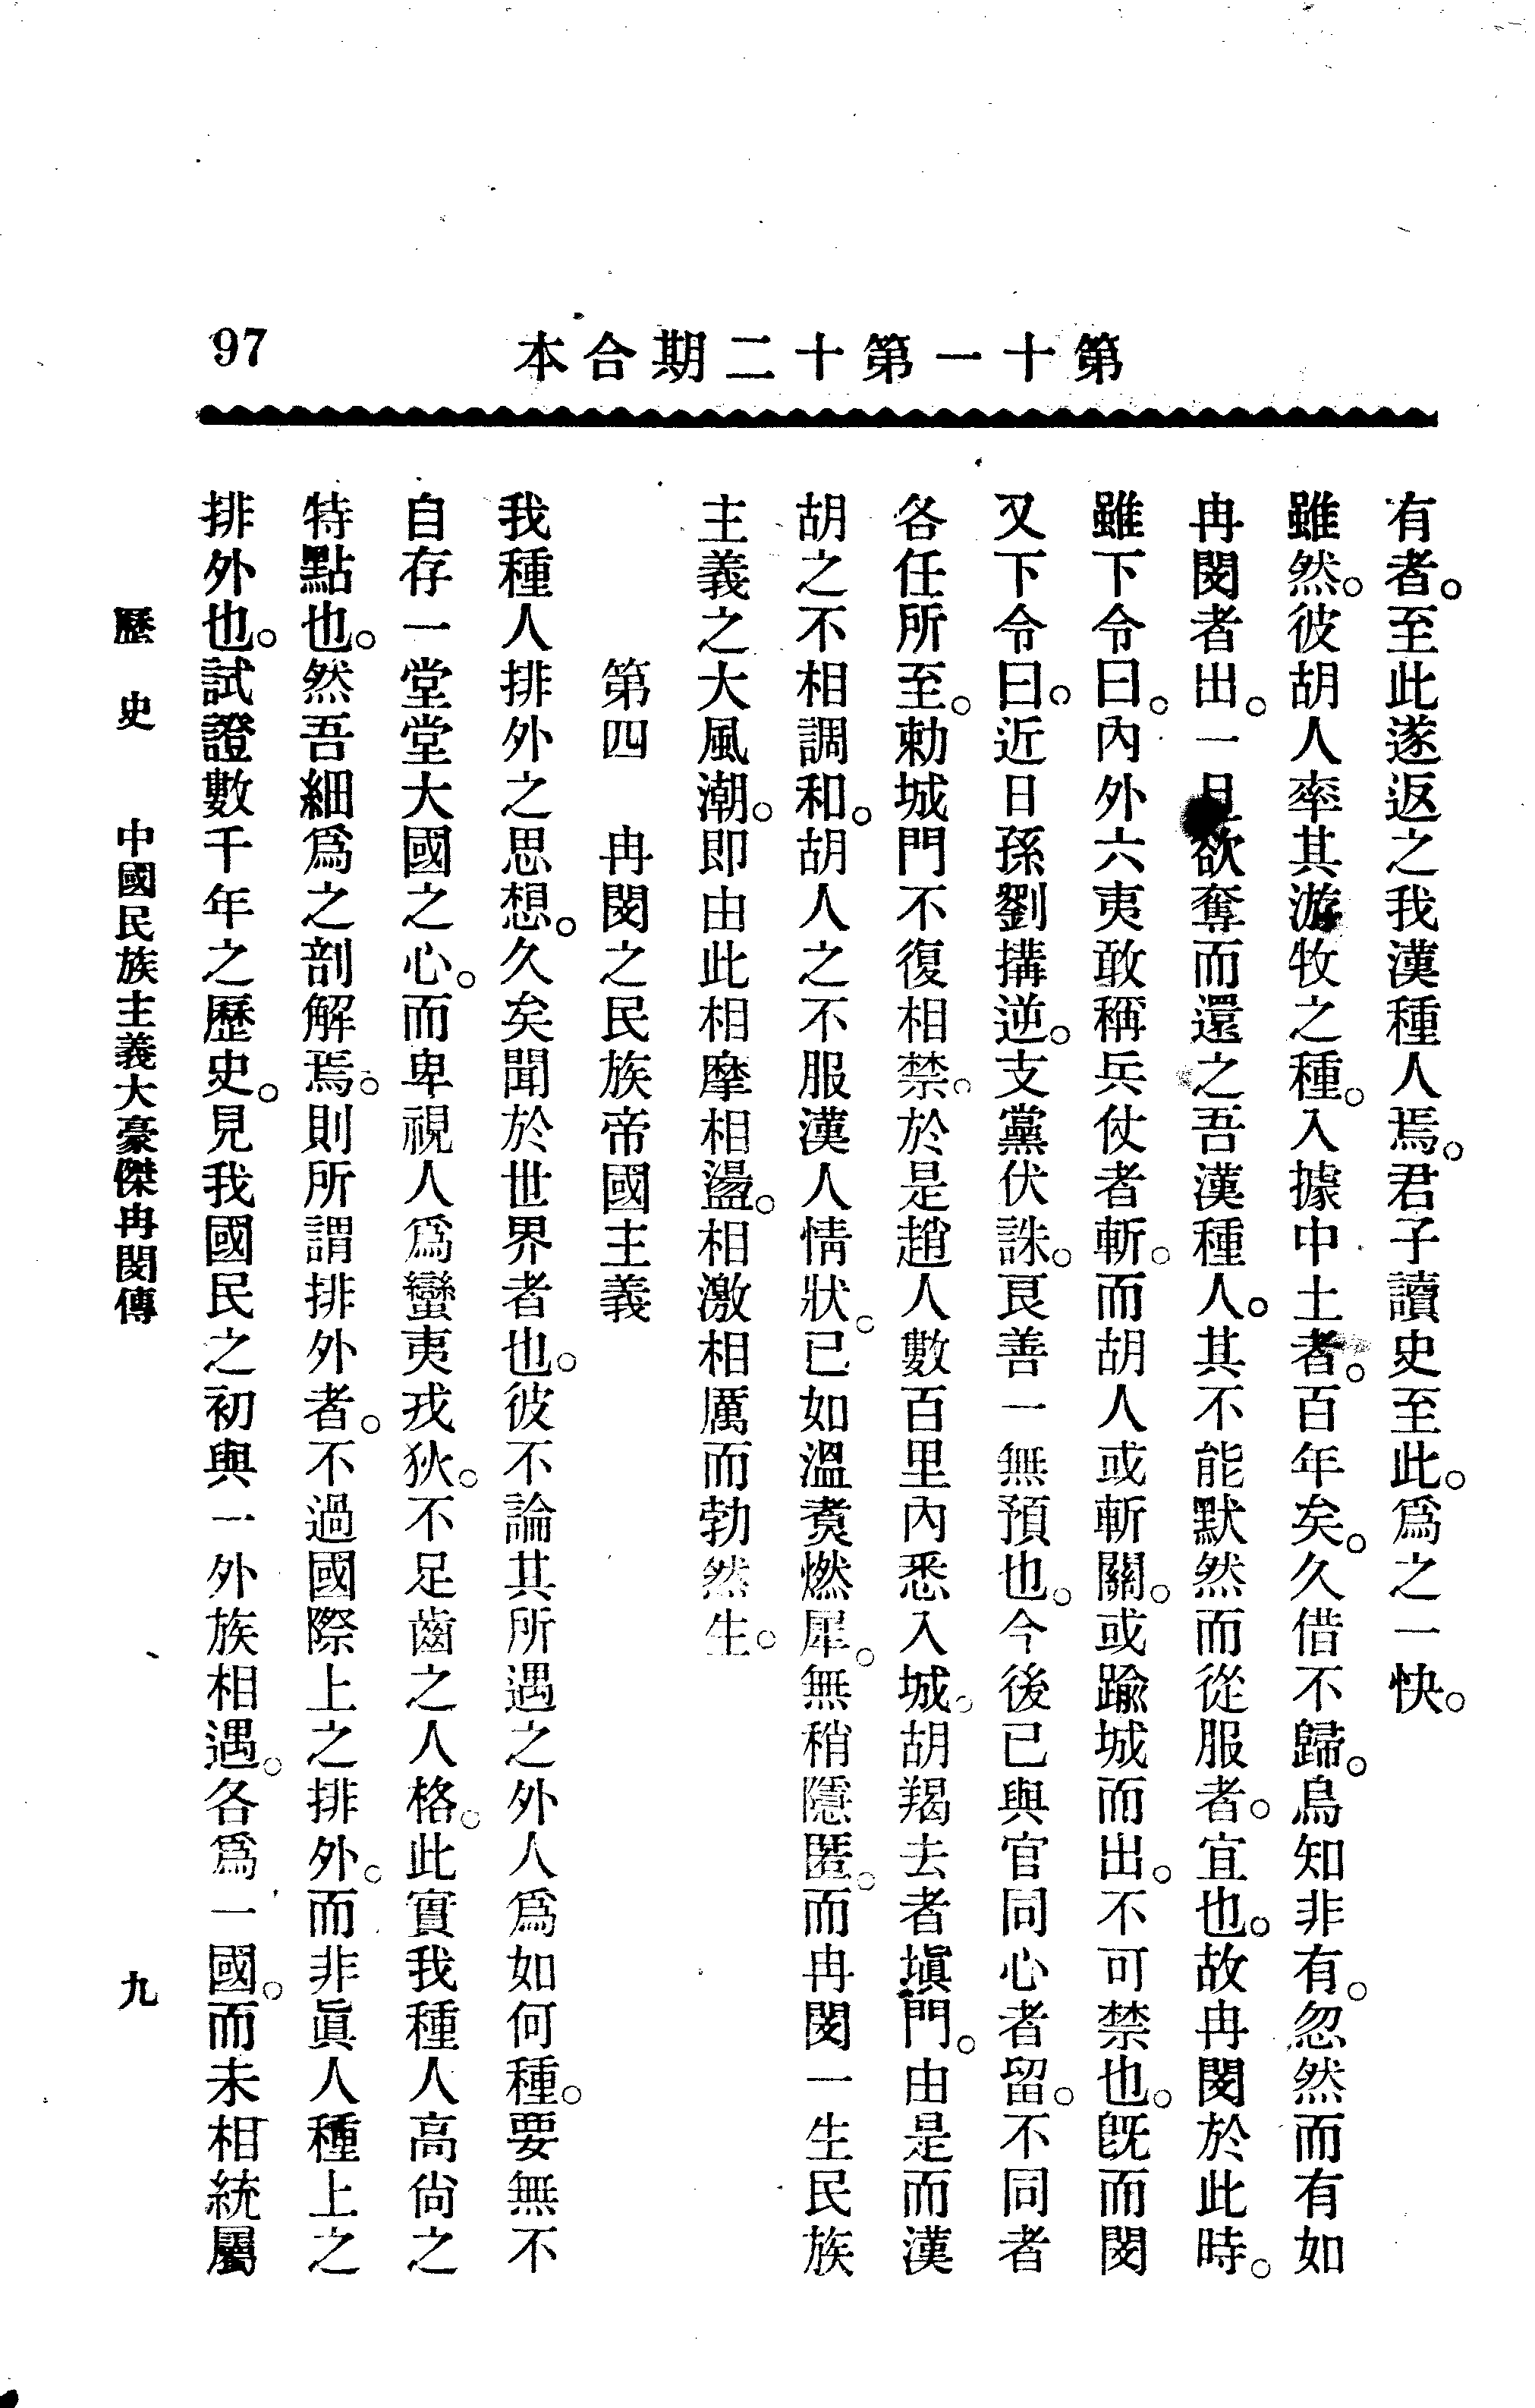 第十一第十二期合本
97
有者。至此遂返之我漢種人焉。君子讀史至此。爲之一快。
雖然。彼胡人率其游牧之種。入據中土者。百年矣。久借不歸。烏知非有。忽然而有如
冉閔者出。一旦欲奪而還之吾漢種人。其不能默然而從服者。宜也。故冉閔於此時。
雖下令曰。內外六夷敢稱兵仗者斬。而胡人或斬關。或踰城而出。不可禁也。旣而閔
又下令曰。近日孫劉搆逆。支黨伏誅。良善一無預也。今後已與官同心者留。不同者
各任所至。勅城門不復相禁。於是趙人數百里內悉入城。胡羯去者塡門。由是而漢
胡之不相調和。胡人之不服漢人情狀。已如溫煑燃犀。無稍隱匿。而冉閔一生民族
主義之大風潮。即由此相摩相盪。相激相厲而勃然生。
第四　冉閔之民族帝國主義
我種人排外之思想。久矣聞於世界者也。彼不論其所遇之外人爲如何種。要無不
自存一堂堂大國之心。而卑視人爲蠻夷戎狄。不足齒之人格。此實我種人高尙之
特點也。然吾細爲之剖解焉。則所謂排外者。不過國際上之排外。而非眞人種上之
排外也。試證數千年之歷史。見我國民之初與一外族相遇。各爲一國。而未相統屬
歷史　中國民族主義大豪傑冉閔傳
九